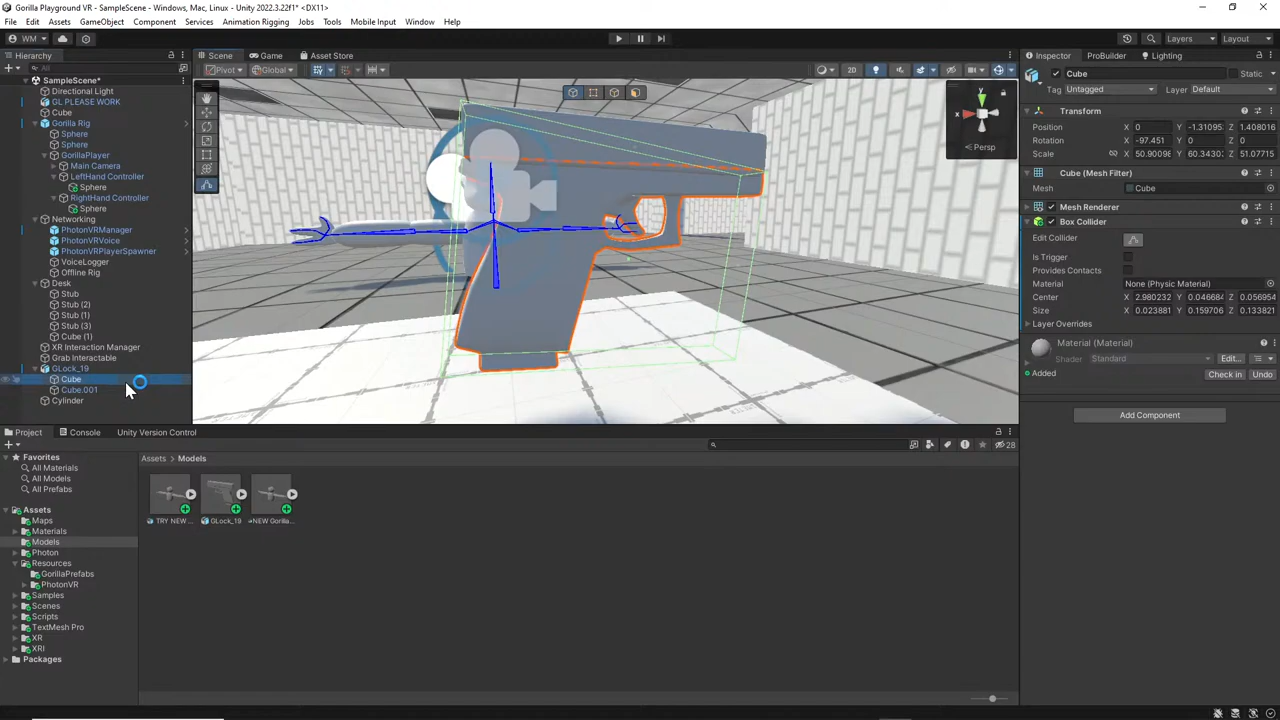 Gorilla Playground VR - SampleScene - Windows, Mac, Linux - Unity 2022.3.22f1* <DX11>
File Edit Assets GameObject Component Services Animation Rigging Jobs Tools Mobile Input Window Help
WM
Layers Layout
Hierarchy
All
SampleScene*
Directional Light
GL PLEASE WORK
Cube
Gorilla Rig
Sphere
Sphere
GorillaPlayer
Main Camera
LeftHand Controller
Sphere
RightHand Controller
Sphere
Networking
PhotonVRManager
PhotonVRVoice
PhotonVRPlayerSpawner
VoiceLogger
Offline Rig
Desk
Stub
Stub (2)
Stub (1)
Stub (3)
Cube (1)
XR Interaction Manager
Grab Interactable
GLock_19
Cube
Cube.001
Cylinder
Scene Game Asset Store
Pivot Global
2D
y
x
Persp
Inspector ProBuilder Lighting
Cube Static
Tag Untagged Layer Default
Transform
Position X 0 Y -1.31095 Z 1.408016
Rotation X -97.451 Y 0 Z 0
Scale X 50.90098 Y 60.34430 Z 51.07715
Cube (Mesh Filter)
Mesh Cube
Mesh Renderer
Box Collider
Edit Collider
Is Trigger
Provides Contacts
Material None (Physic Material)
Center X 2.980232 Y 0.046684 Z 0.056954
Size X 0.023881 Y 0.159706 Z 0.133821
Layer Overrides
Material (Material)
Shader Standard Edit...
Added Check in Undo
Add Component
Project Console Unity Version Control
28
Favorites
All Materials
All Models
All Prefabs
Assets
Maps
Materials
Models
Photon
Resources
GorillaPrefabs
PhotonVR
Samples
Scenes
Scripts
TextMesh Pro
XR
XRI
Packages
Assets > Models
TRY NEW ... GLock_19 NEW Gorilla...